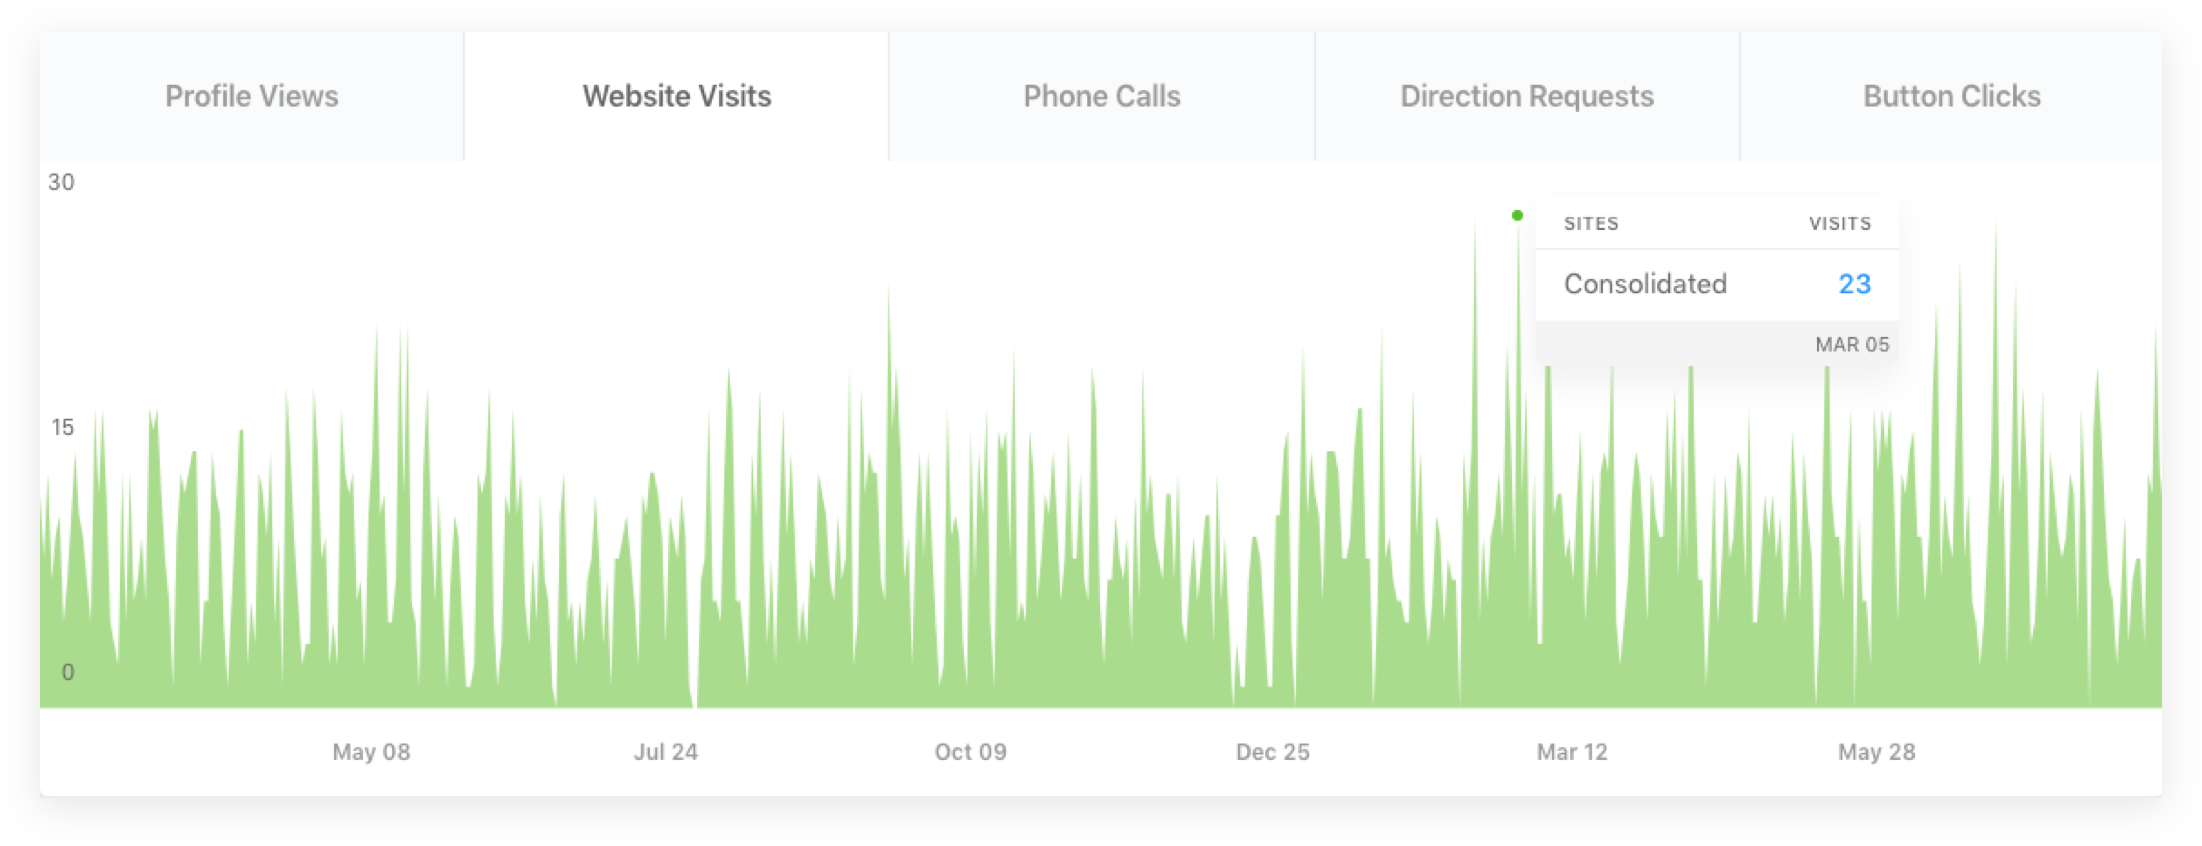 Profile Views
Website Visits
Phone Calls
Direction Requests
Button Clicks
30
SITES VISITS
Consolidated 23
MAR 05
15
0
May 08
Jul 24
Oct 09
Dec 25
Mar 12
May 28